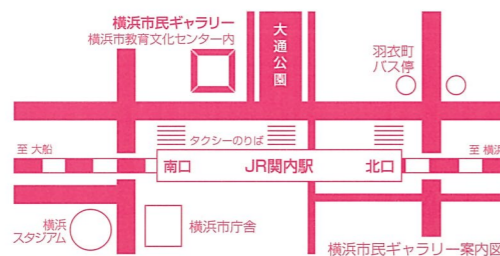 横浜市民ギャラリー
横浜市教育文化センター内
大通公園
羽衣町
バス停
タクシーのりば
至 大船
至 横浜
南口
JR関内駅
北口
横浜
スタジアム
横浜市庁舎
横浜市民ギャラリー案内図